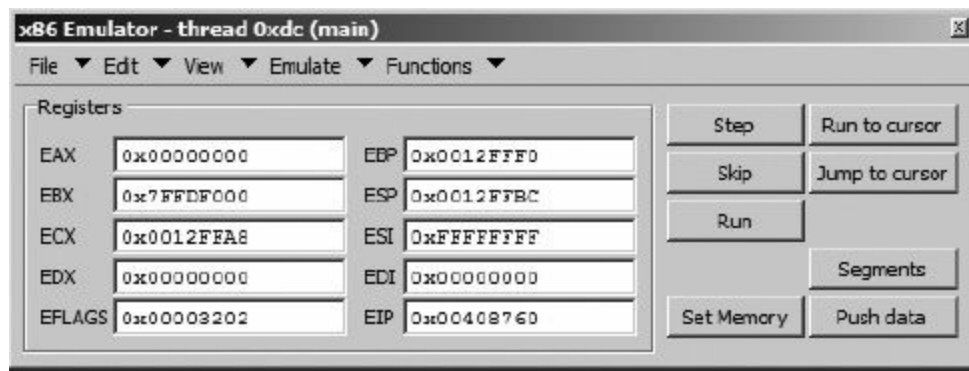 x86 Emulator - thread 0xdc (main)
File Edit View Emulate Functions
Registers
EAX 0x00000000 EBP 0x0012FFF0 Step Run to cursor
EBX 0x7FFDF000 ESP 0x0012FFBC Skip Jump to cursor
ECX 0x0012FFA8 ESI 0xFFFFFFFF Run
EDX 0x00000000 EDI 0x00000000 Segments
EFLAGS 0x00003202 EIP 0x00408760 Set Memory Push data